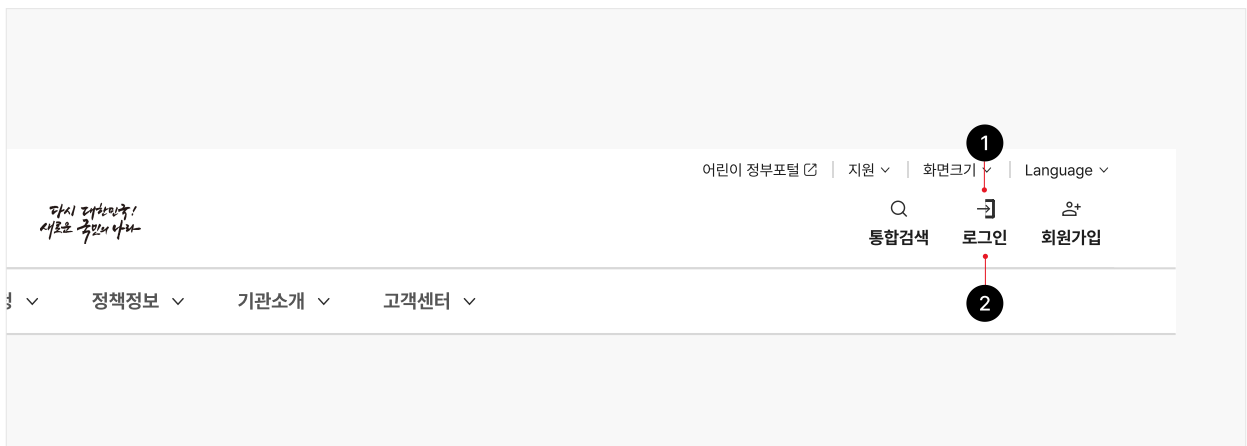 1
어린이 정부포털
지원
화면크기
Language
다시 대한민국!
새로운 국민의 나라
통합검색
로그인
회원가입
2
정책정보
기관소개
고객센터